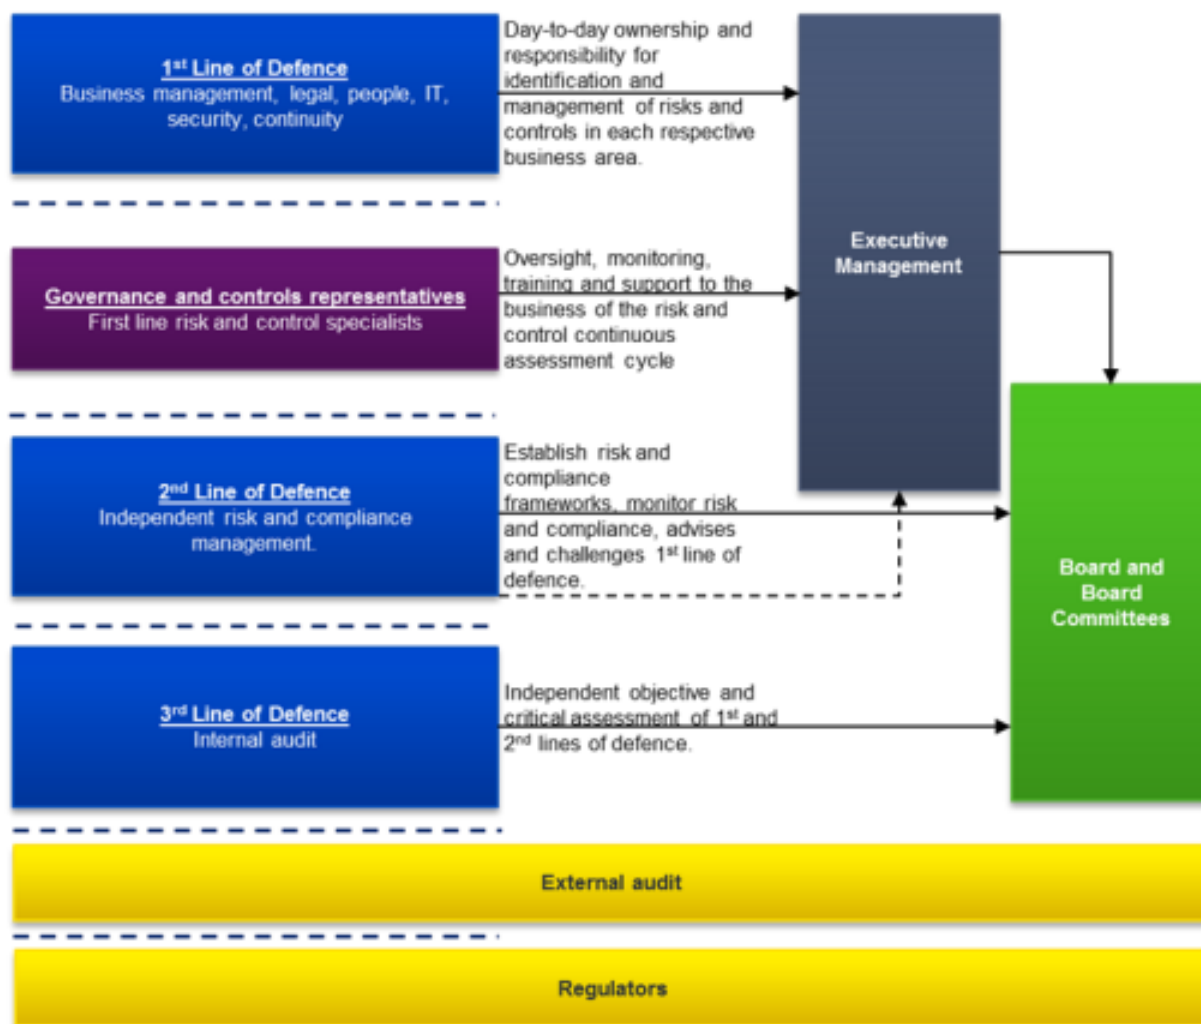 1st Line of Defence
Business management, legal, people, IT,
security, continuity
Day-to-day ownership and
responsibility for
identification and
management of risks and
controls in each respective
business area.
Executive
Management
Governance and controls representatives
First line risk and control specialists
Oversight, monitoring,
training and support to the
business of the risk and
control continuous
assessment cycle
2nd Line of Defence
Independent risk and compliance
management.
Establish risk and
compliance
frameworks, monitor risk
and compliance, advises
and challenges 1st line of
defence.
Board and
Board
Committees
3rd Line of Defence
Internal audit
Independent objective and
critical assessment of 1st and
2nd lines of defence.
External audit
Regulators